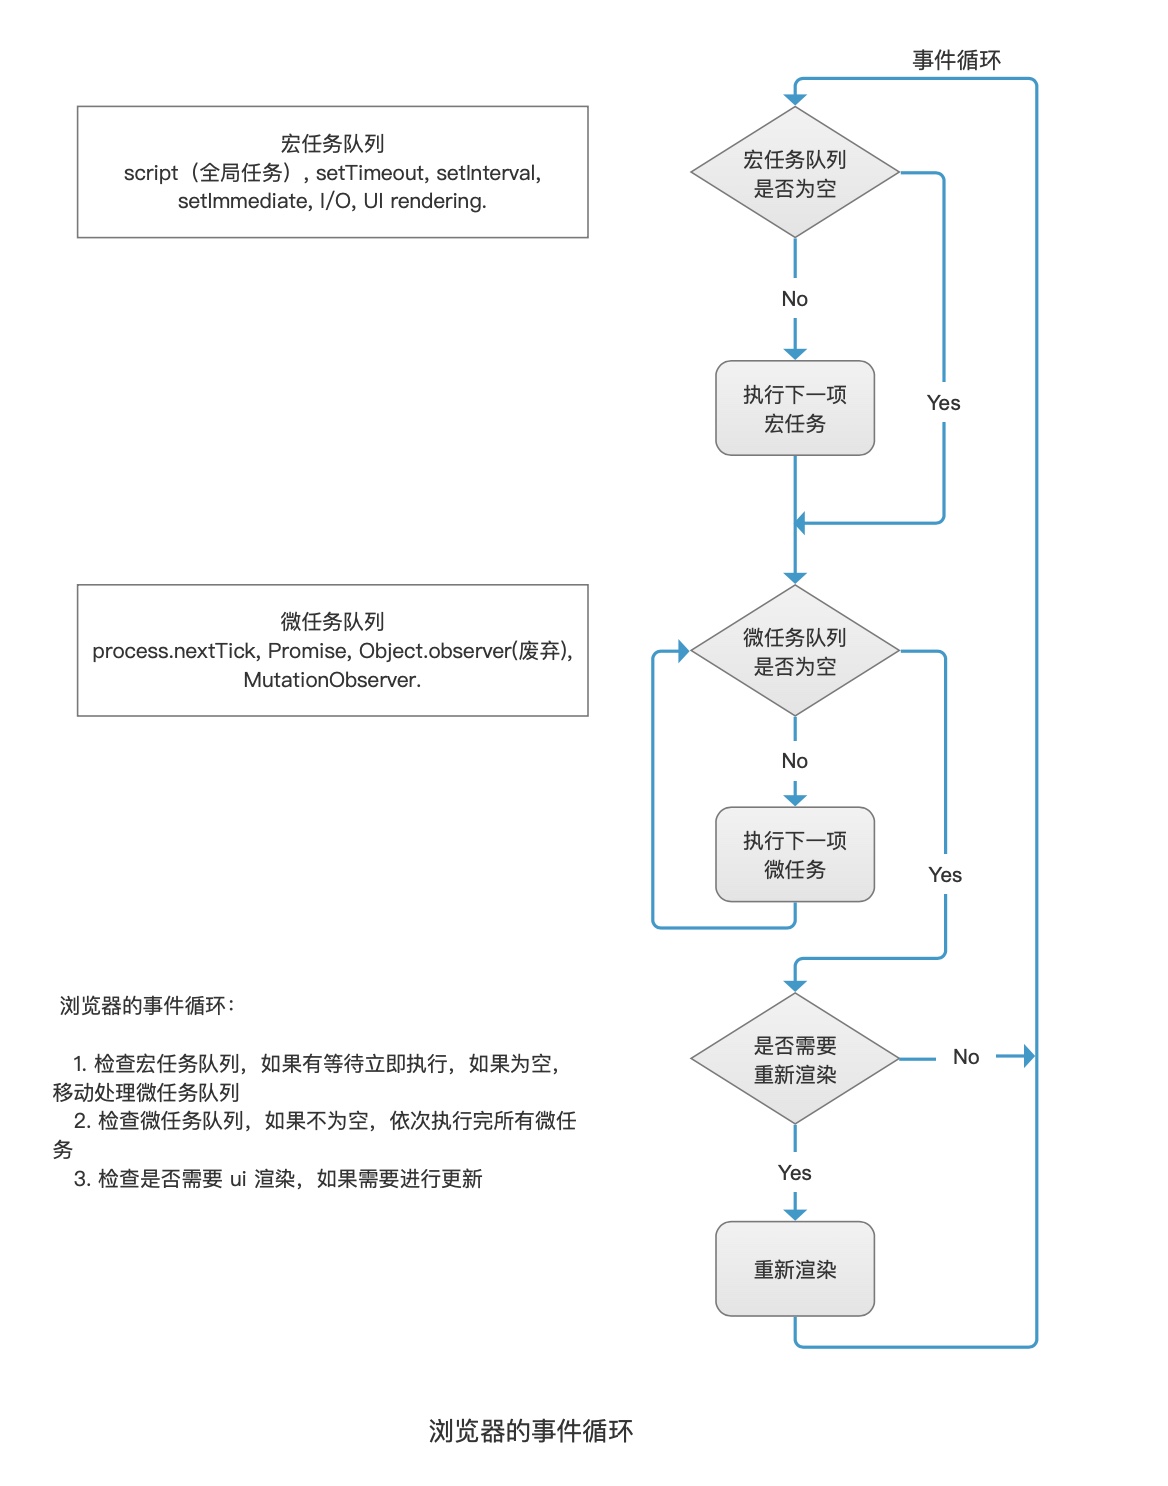 事件循环
宏任务队列
script（全局任务）, setTimeout, setInterval,
setImmediate, I/O, UI rendering.
宏任务队列
是否为空
No
执行下一项
宏任务
Yes
微任务队列
process.nextTick, Promise, Object.observer(废弃),
MutationObserver.
微任务队列
是否为空
No
执行下一项
微任务
Yes
浏览器的事件循环：
1. 检查宏任务队列，如果有等待立即执行，如果为空，
移动处理微任务队列
2. 检查微任务队列，如果不为空，依次执行完所有微任
务
3. 检查是否需要 ui 渲染，如果需要进行更新
是否需要
重新渲染
No
Yes
重新渲染
浏览器的事件循环